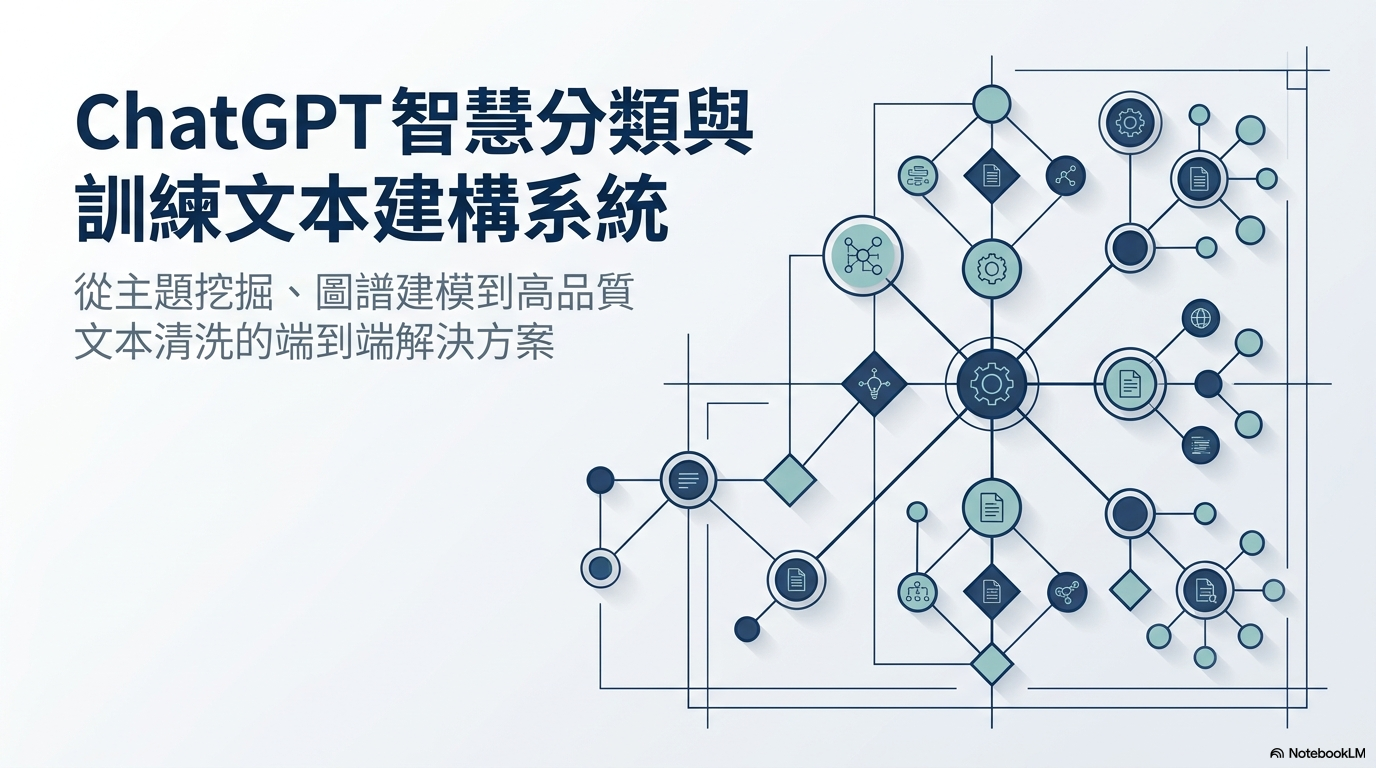 ChatGPT智慧分類與
訓練文本建構系統
從主題挖掘、圖譜建模到高品質
文本清洗的端到端解決方案
NotebookLM